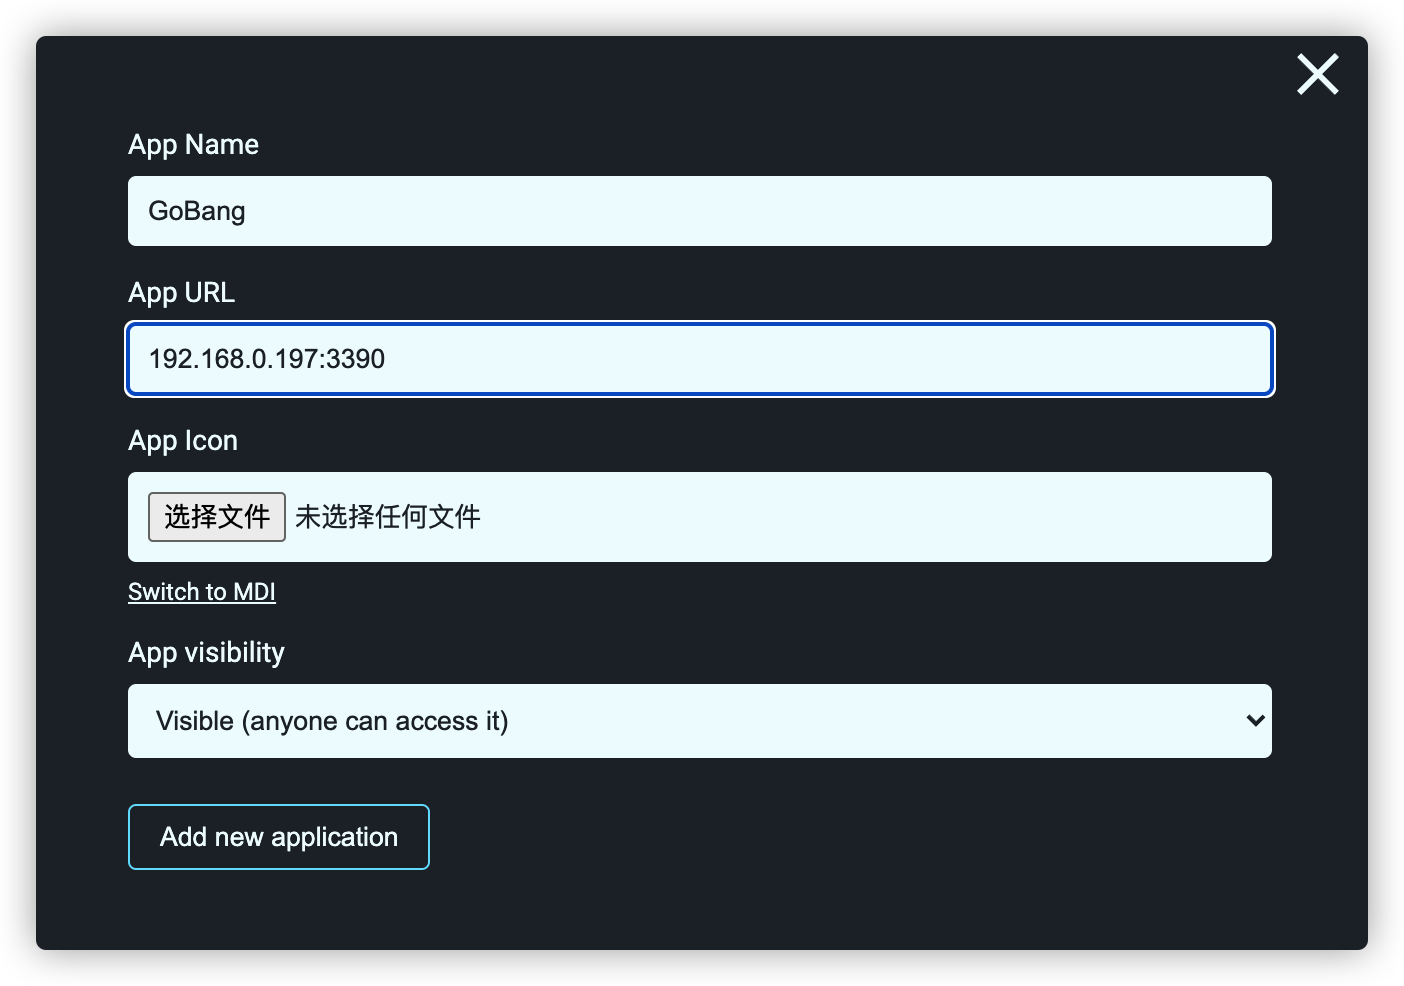 App Name
GoBang
App URL
192.168.0.197:3390
App Icon
选择文件 未选择任何文件
Switch to MDI
App visibility
Visible (anyone can access it)
Add new application